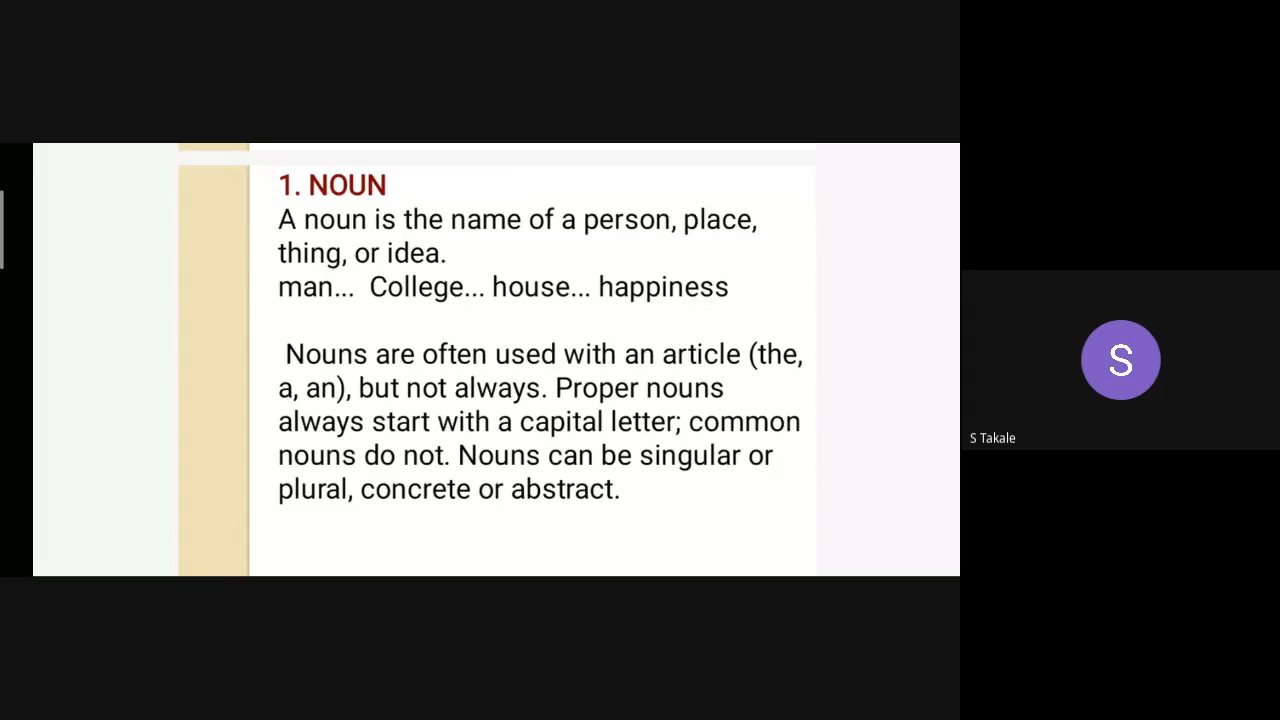 1. NOUN
A noun is the name of a person, place,
thing, or idea.
man...  College... house... happiness
Nouns are often used with an article (the,
a, an), but not always. Proper nouns
always start with a capital letter; common
nouns do not. Nouns can be singular or
plural, concrete or abstract.
S
S Takale